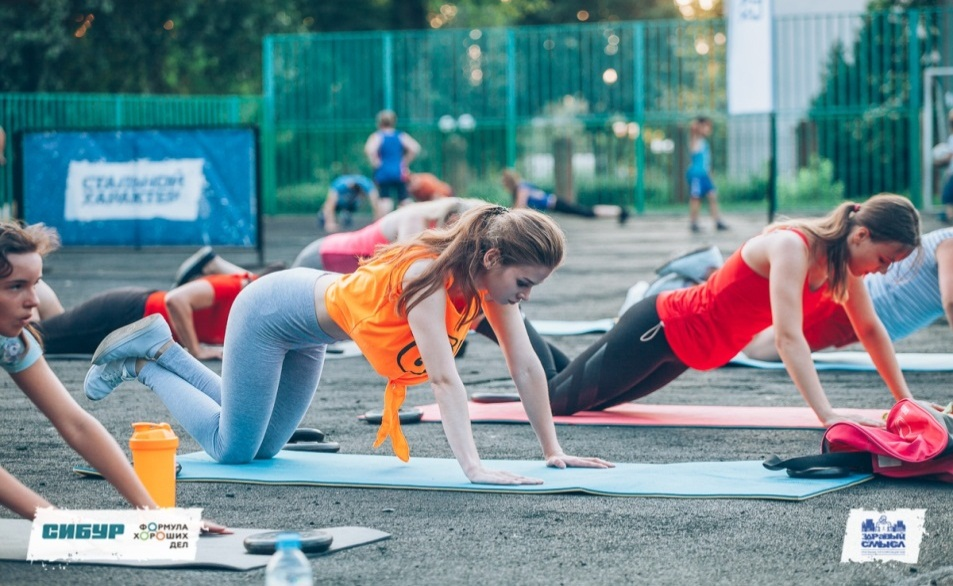 СТАЛЬНОЙ
ХАРАКТЕР
СИБУР
ФОРМУЛА
ХОРОШИХ
ДЕЛ
ЗДРАВЫЙ
СМЫСЛ